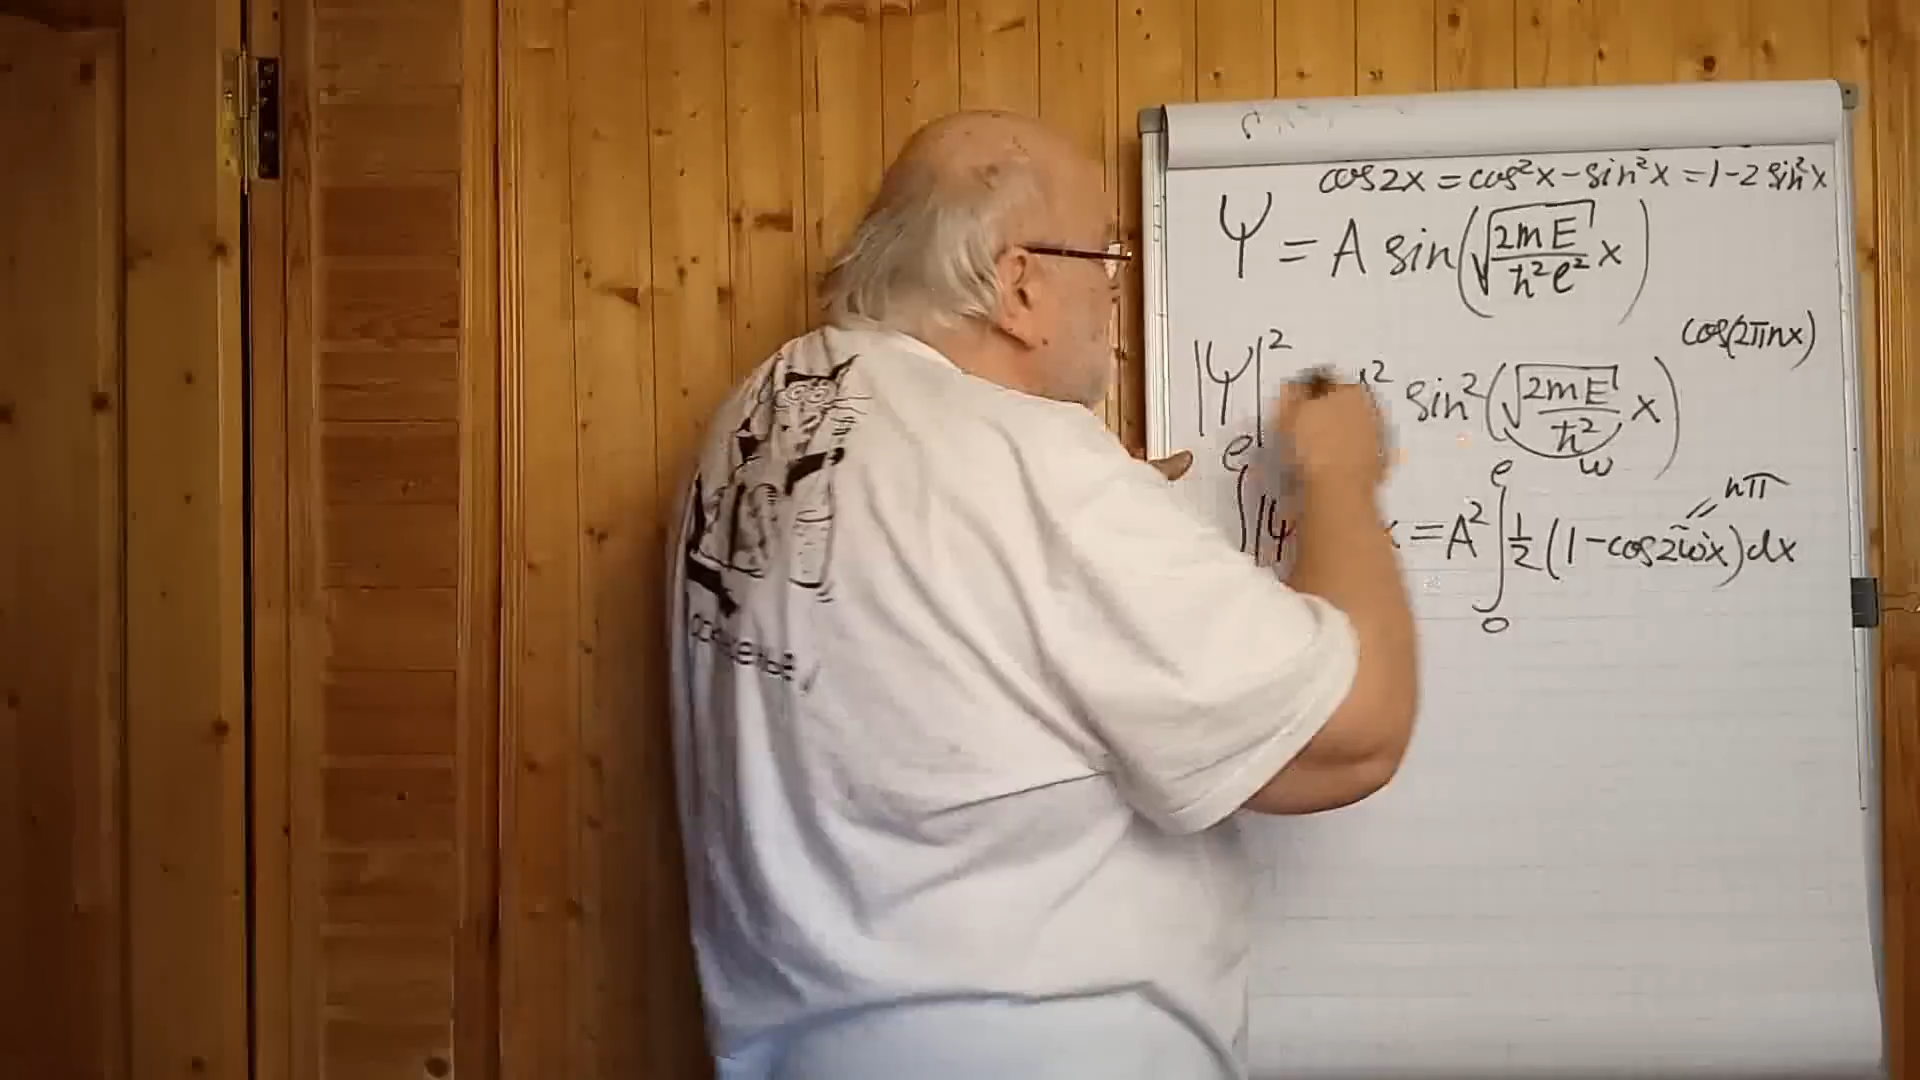 cos2x = cos²x - sin²x = 1 - 2 sin²x
Ψ = A sin(√(2mE/ħ²e²) x)
cos(2πnx)
|Ψ|² ² sin²(√(2mE/ħ²) x)
ω
e e nπ
∫|Ψ x = A² ∫ 1/2 (1 - cos2ωx)dx
0